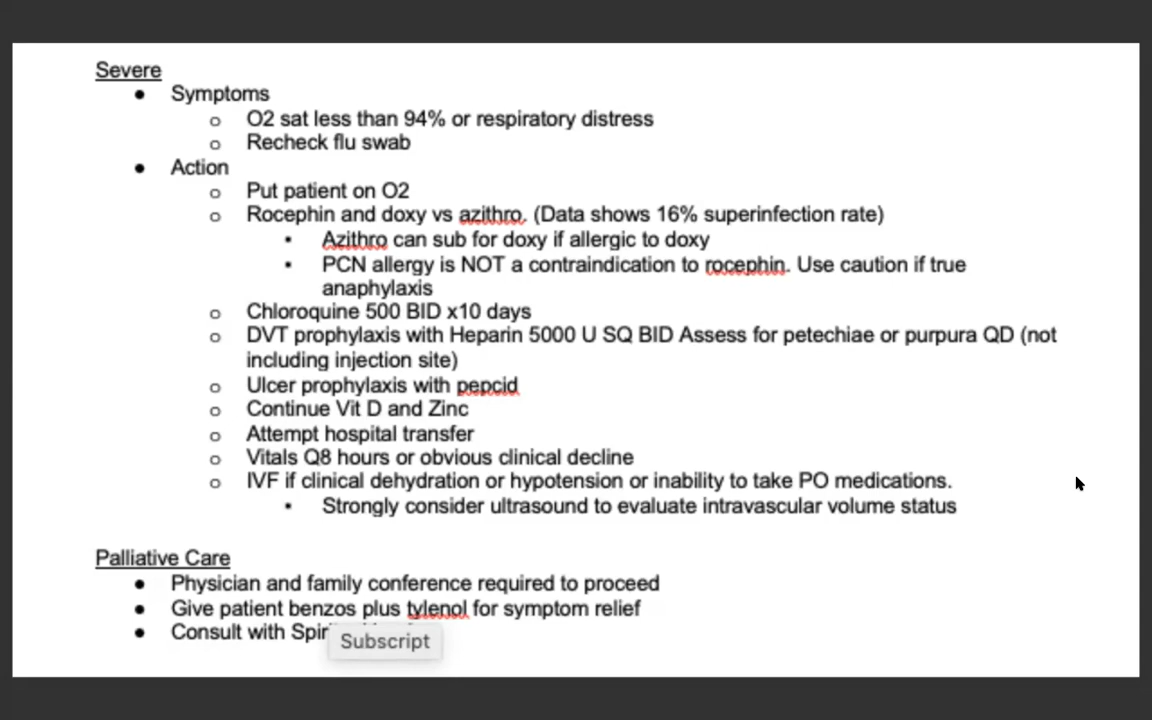 Severe
• Symptoms
o O2 sat less than 94% or respiratory distress
o Recheck flu swab
• Action
o Put patient on O2
o Rocephin and doxy vs azithro. (Data shows 16% superinfection rate)
▪ Azithro can sub for doxy if allergic to doxy
▪ PCN allergy is NOT a contraindication to rocephin. Use caution if true
anaphylaxis
o Chloroquine 500 BID x10 days
o DVT prophylaxis with Heparin 5000 U SQ BID Assess for petechiae or purpura QD (not
including injection site)
o Ulcer prophylaxis with pepcid
o Continue Vit D and Zinc
o Attempt hospital transfer
o Vitals Q8 hours or obvious clinical decline
o IVF if clinical dehydration or hypotension or inability to take PO medications.
▪ Strongly consider ultrasound to evaluate intravascular volume status
Palliative Care
• Physician and family conference required to proceed
• Give patient benzos plus tylenol for symptom relief
• Consult with
Subscript